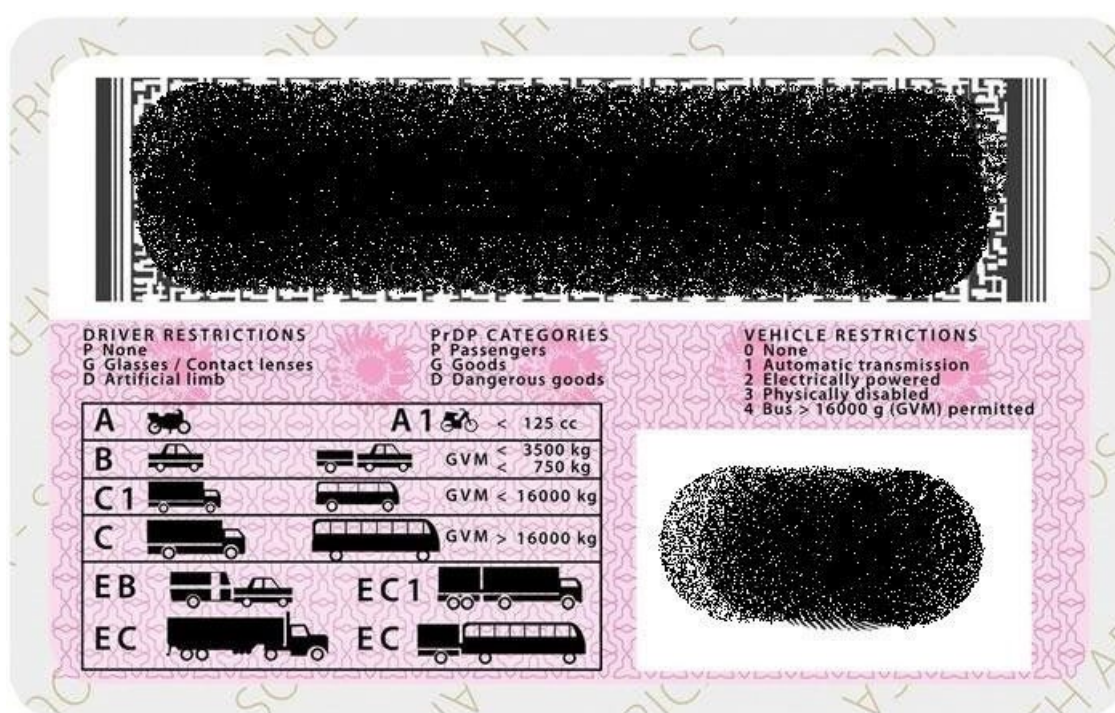 DRIVER RESTRICTIONS
P None
G Glasses / Contact lenses
D Artificial limb
PrDP CATEGORIES
P Passengers
G Goods
D Dangerous goods
VEHICLE RESTRICTIONS
0 None
1 Automatic transmission
2 Electrically powered
3 Physically disabled
4 Bus > 16000 g (GVM) permitted
A A1 < 125 cc
B GVM < 3500 kg
< 750 kg
C1 GVM < 16000 kg
C GVM > 16000 kg
EB EC1
EC EC